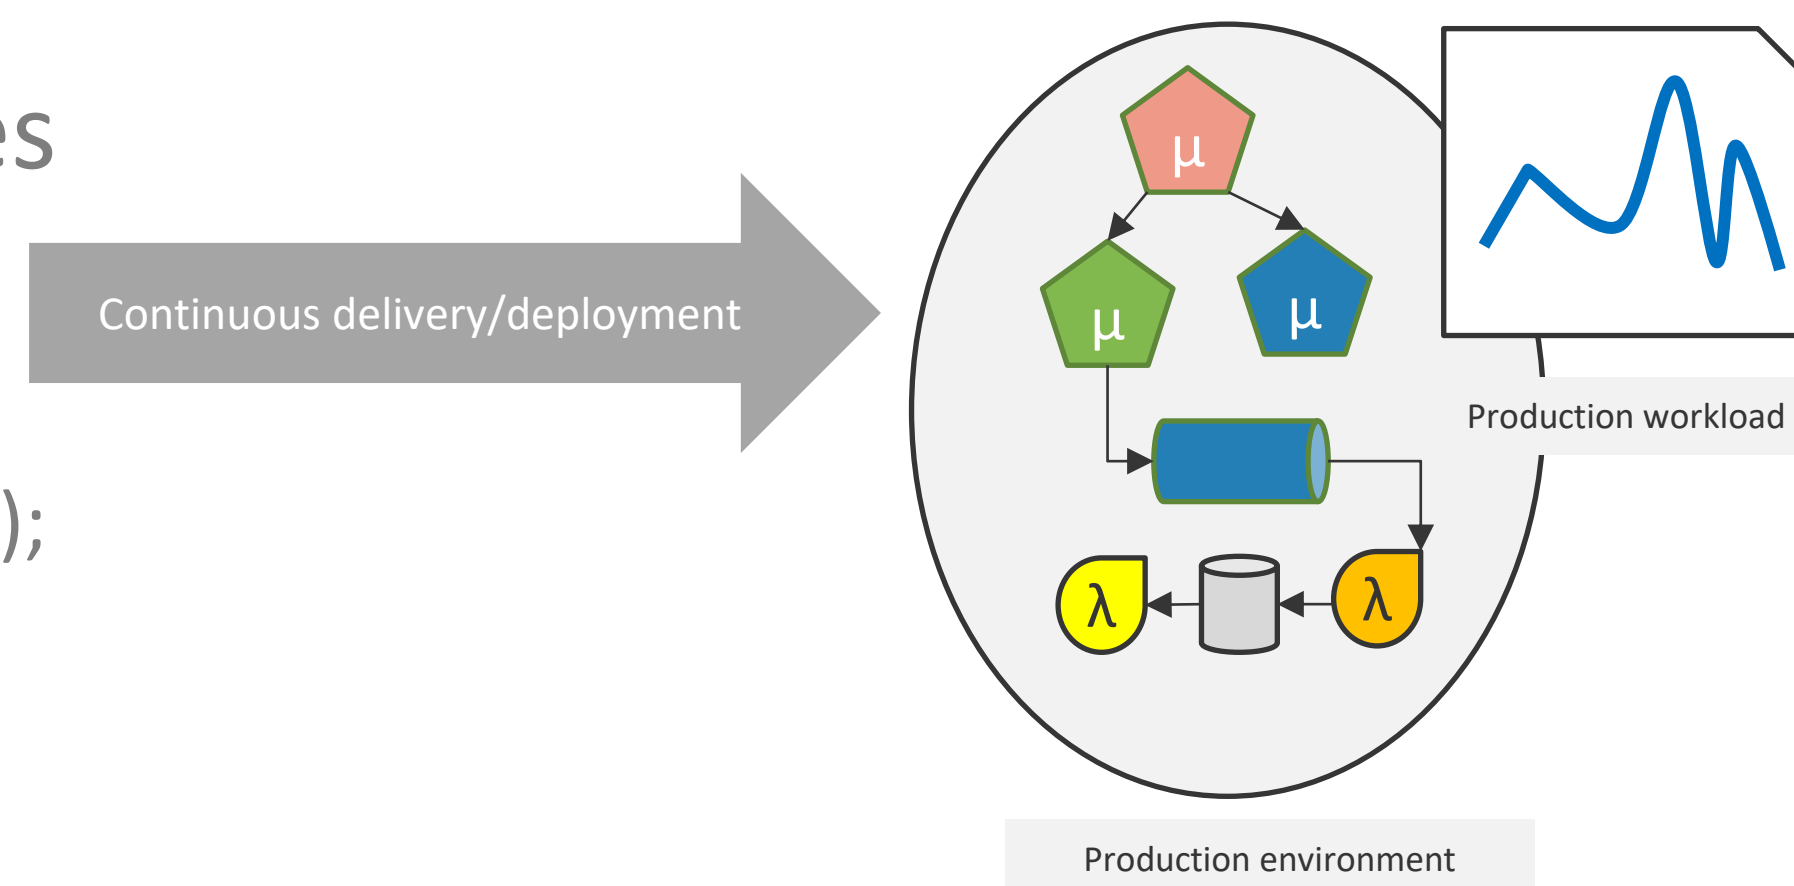 es
Continuous delivery/deployment
);
μ
μ
μ
λ
λ
Production workload
Production environment